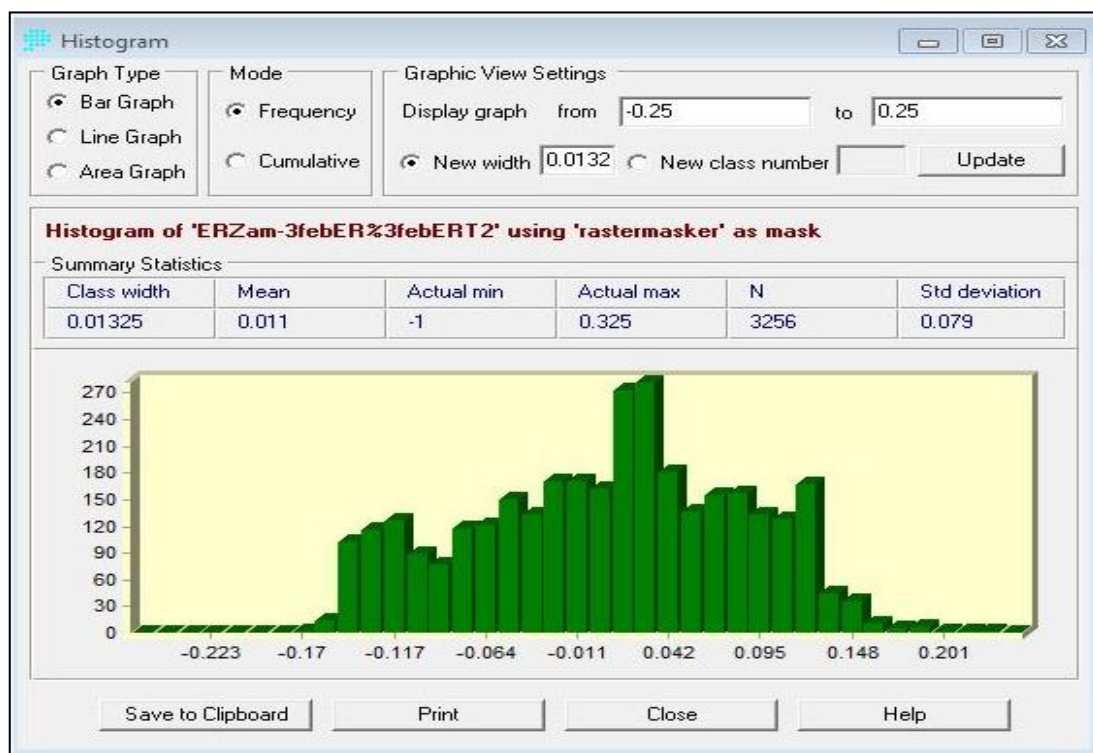 Histogram
Graph Type Mode Graphic View Settings
Bar Graph Frequency Display graph from -0.25 to 0.25
Line Graph
Area Graph Cumulative New width 0.0132 New class number Update
Histogram of 'ERZam-3febER%3febERT2' using 'rastermasker' as mask
Summary Statistics
Class width Mean Actual min Actual max N Std deviation
0.01325 0.011 -1 0.325 3256 0.079
270
240
210
180
150
120
90
60
30
0
-0.223 -0.17 -0.117 -0.064 -0.011 0.042 0.095 0.148 0.201
Save to Clipboard Print Close Help